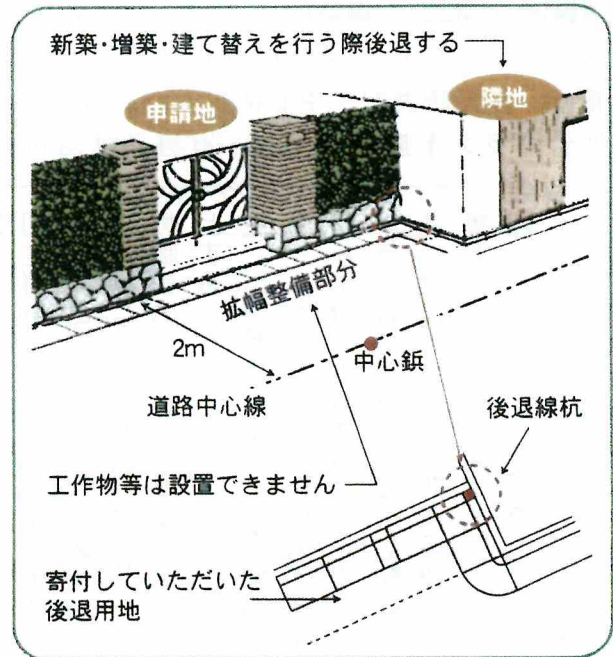 新築・増築・建て替えを行う際後退する
申請地
隣地
拡幅整備部分
2m
中心鋲
道路中心線
後退線杭
工作物等は設置できません
寄付していただいた
後退用地